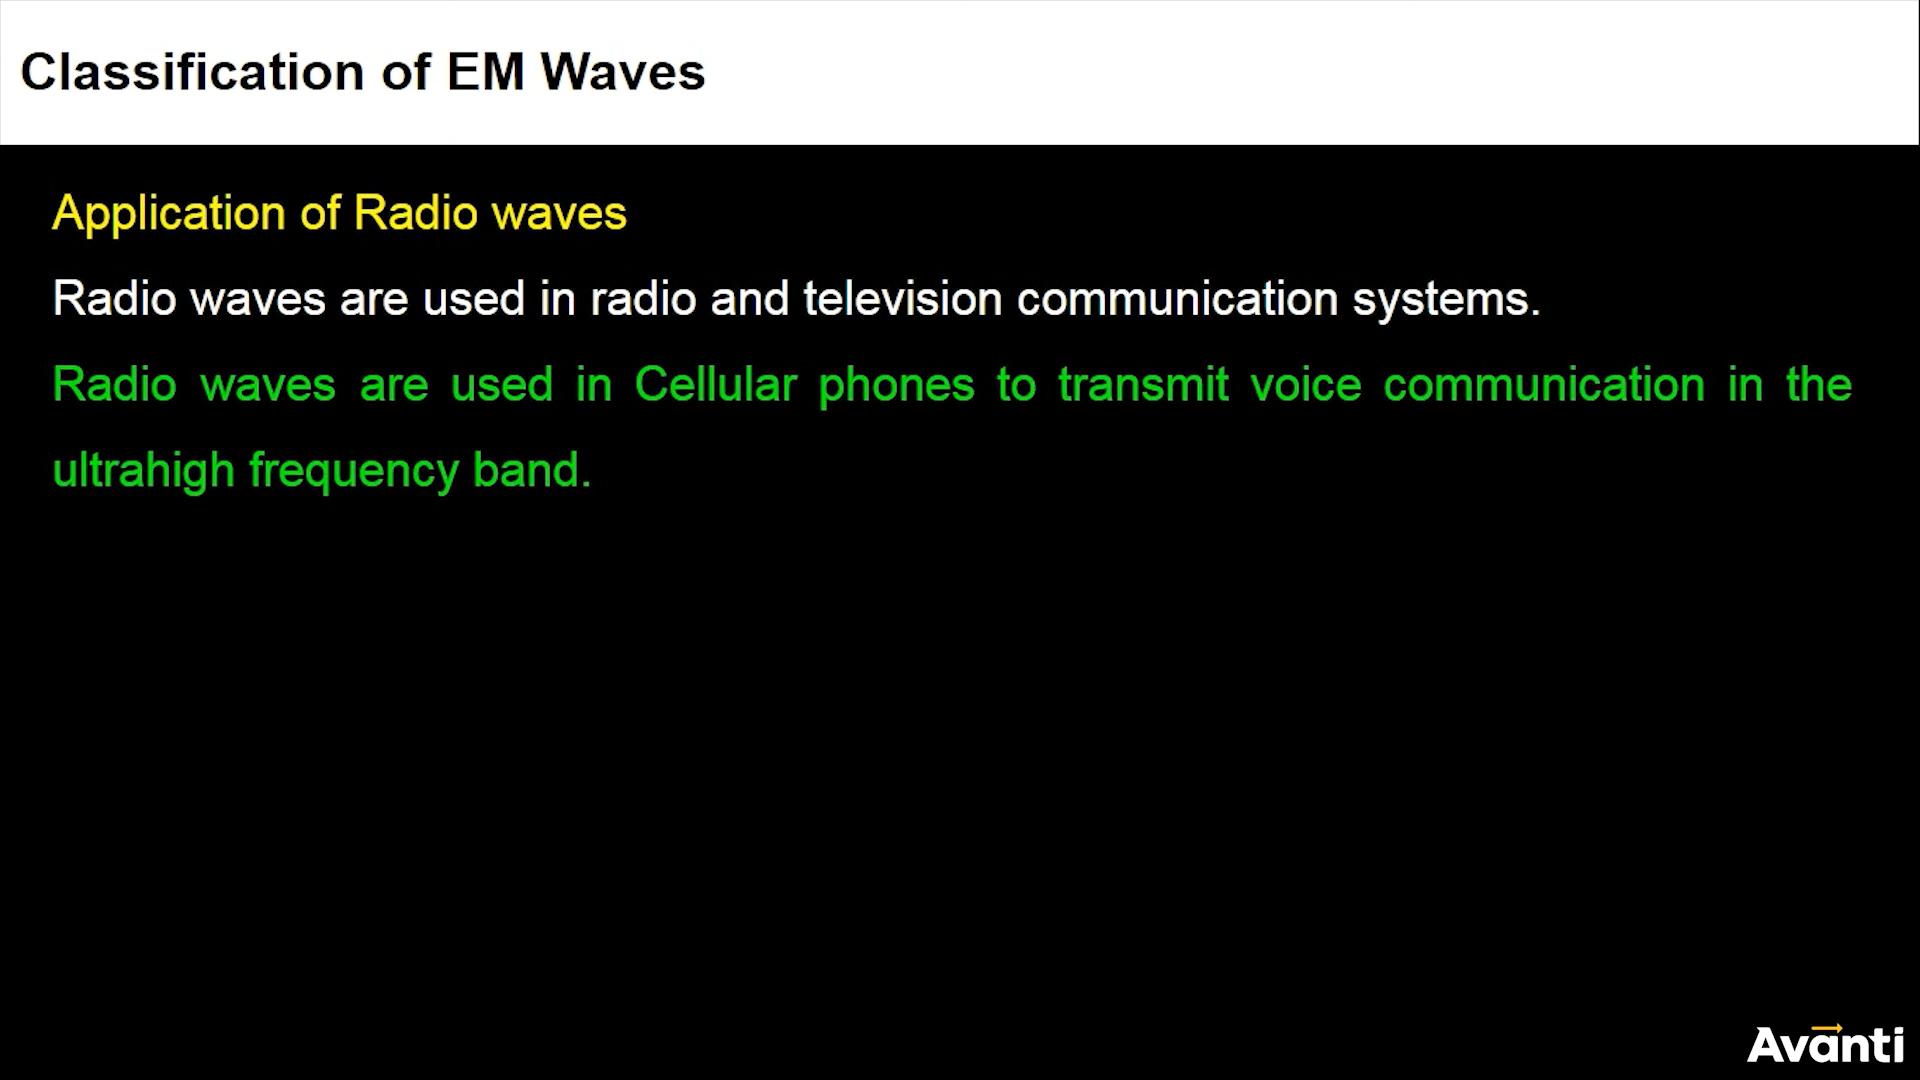 Classification of EM Waves
Application of Radio waves
Radio waves are used in radio and television communication systems.
Radio waves are used in Cellular phones to transmit voice communication in the
ultrahigh frequency band.
Avanti